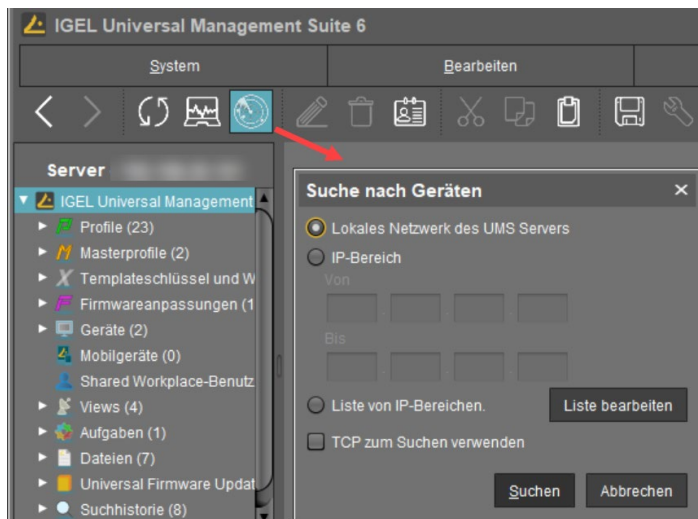 IGEL Universal Management Suite 6
System
Bearbeiten
Server
IGEL Universal Management
Profile (23)
Masterprofile (2)
Templateschlüssel und W
Firmwareanpassungen (1
Geräte (2)
Mobilgeräte (0)
Shared Workplace-Benutz
Views (4)
Aufgaben (1)
Dateien (7)
Universal Firmware Updat
Suchhistorie (8)
Suche nach Geräten
Lokales Netzwerk des UMS Servers
IP-Bereich
Von
Bis
Liste von IP-Bereichen.
Liste bearbeiten
TCP zum Suchen verwenden
Suchen
Abbrechen